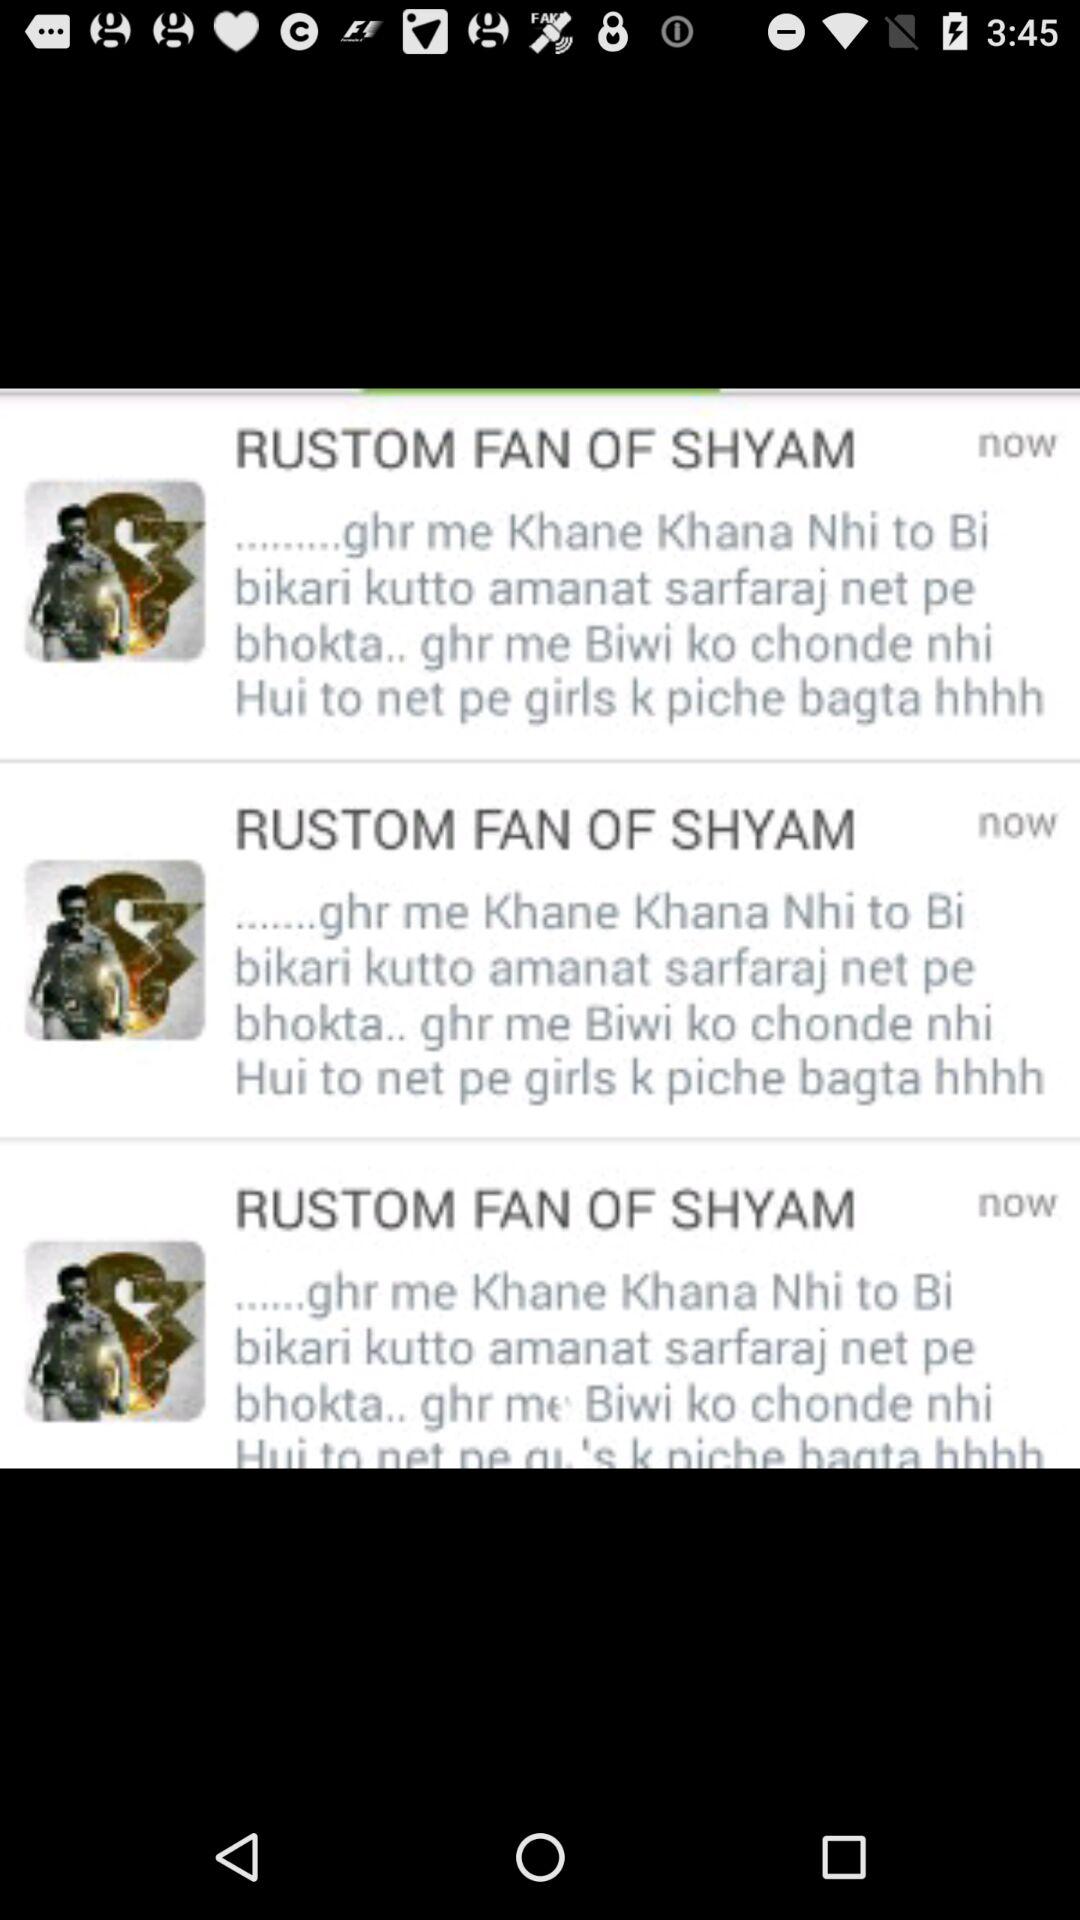 FAKE
3:45
RUSTOM FAN OF SHYAM now
.........ghr me Khane Khana Nhi to Bi
bikari kutto amanat sarfaraj net pe
bhokta.. ghr me Biwi ko chonde nhi
Hui to net pe girls k piche bagta hhhh
RUSTOM FAN OF SHYAM now
.......ghr me Khane Khana Nhi to Bi
bikari kutto amanat sarfaraj net pe
bhokta.. ghr me Biwi ko chonde nhi
Hui to net pe girls k piche bagta hhhh
RUSTOM FAN OF SHYAM now
......ghr me Khane Khana Nhi to Bi
bikari kutto amanat sarfaraj net pe
bhokta.. ghr me Biwi ko chonde nhi
Hui to net pe k piche bagta hhhh